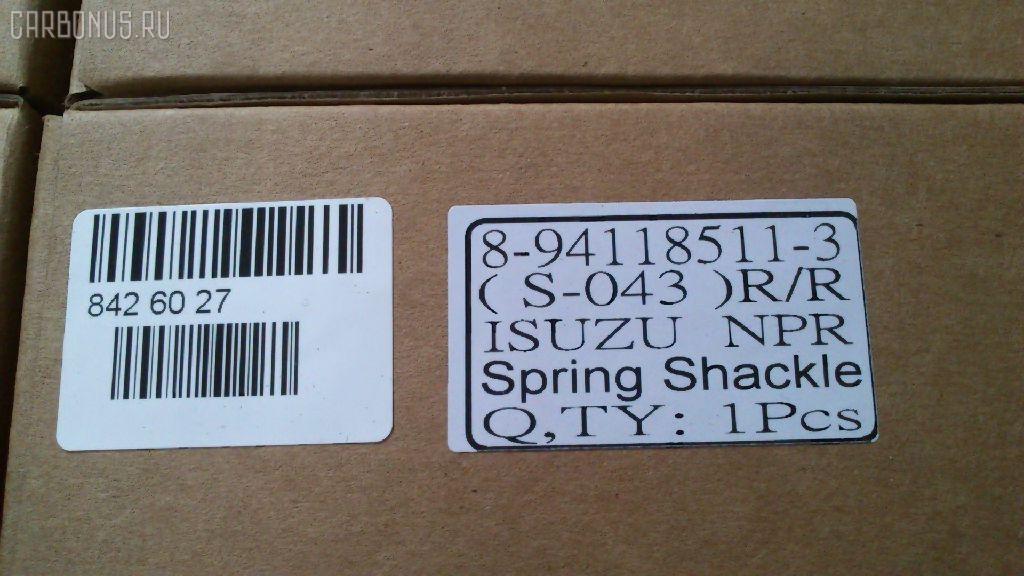 CARBONUS.RU
842 60 27
8-94118511-3
( S-043 )R/R
ISUZU NPR
Spring Shackle
Q,TY: 1Pcs